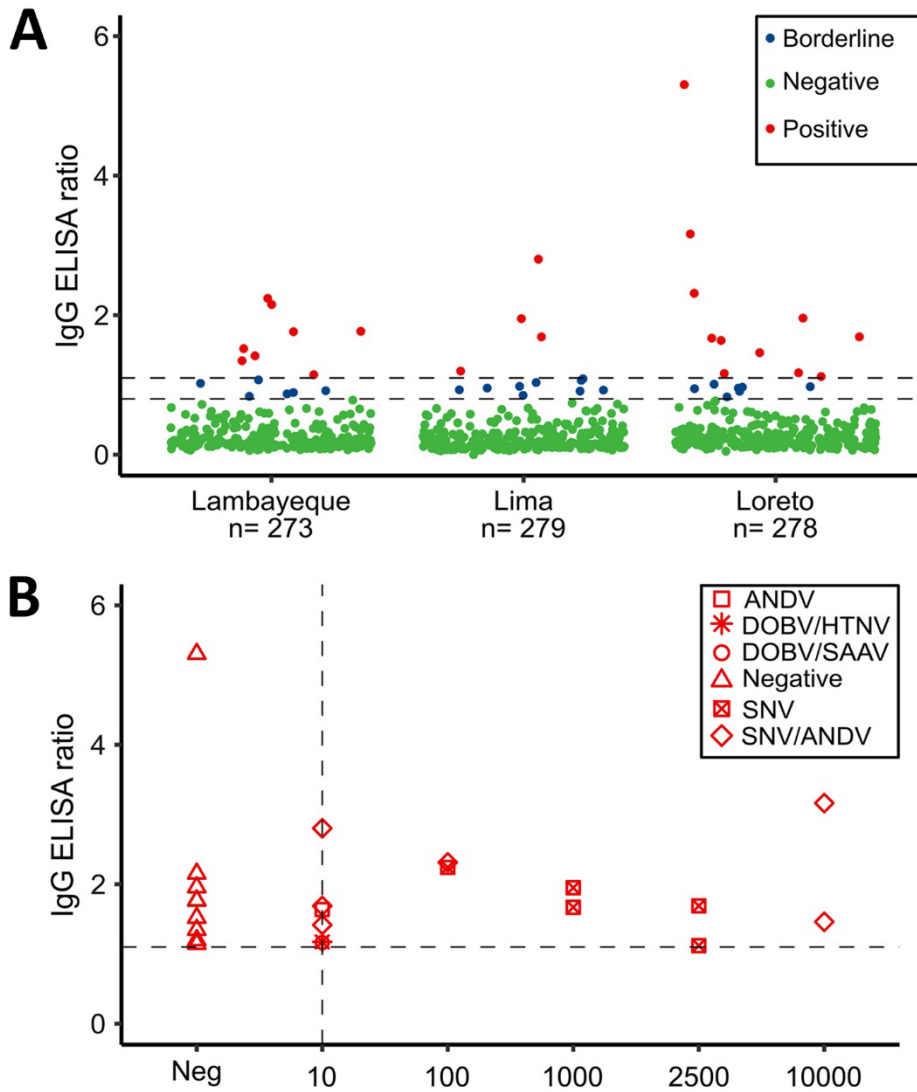 A
IgG ELISA ratio
6
4
2
0
Borderline
Negative
Positive
Lambayeque
n= 273
Lima
n= 279
Loreto
n= 278
B
IgG ELISA ratio
6
4
2
0
ANDV
DOBV/HTNV
DOBV/SAAV
Negative
SNV
SNV/ANDV
Neg
10
100
1000
2500
10000